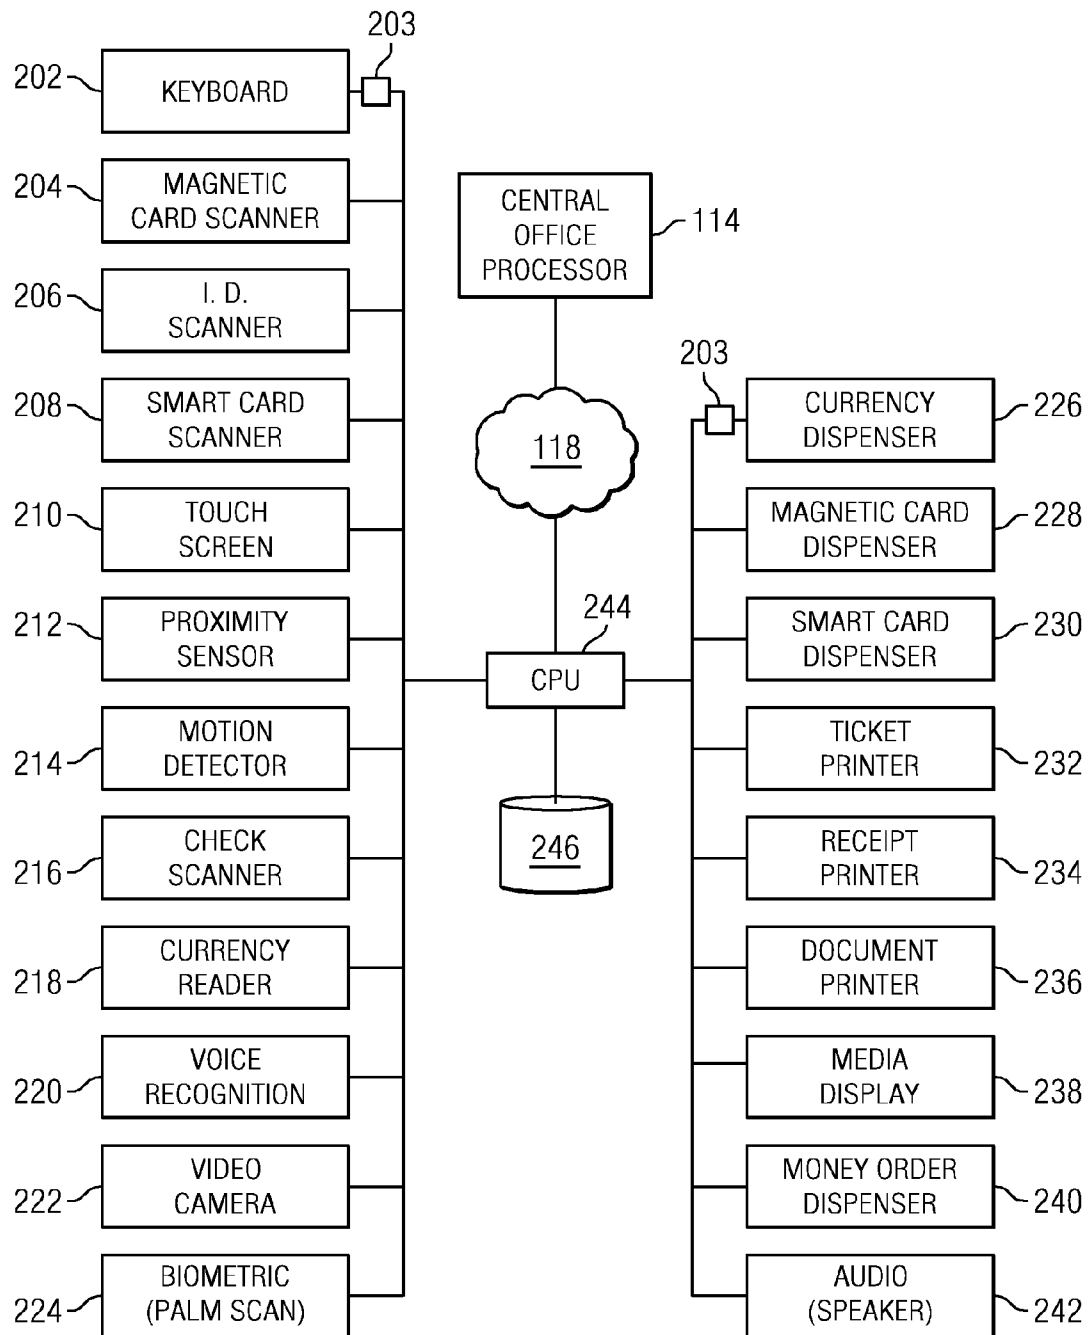 203
202
KEYBOARD
204
MAGNETIC
CARD SCANNER
206
I. D.
SCANNER
208
SMART CARD
SCANNER
210
TOUCH
SCREEN
212
PROXIMITY
SENSOR
214
MOTION
DETECTOR
216
CHECK
SCANNER
218
CURRENCY
READER
220
VOICE
RECOGNITION
222
VIDEO
CAMERA
224
BIOMETRIC
(PALM SCAN)
CENTRAL
OFFICE
PROCESSOR
114
118
244
CPU
246
203
CURRENCY
DISPENSER
226
MAGNETIC CARD
DISPENSER
228
SMART CARD
DISPENSER
230
TICKET
PRINTER
232
RECEIPT
PRINTER
234
DOCUMENT
PRINTER
236
MEDIA
DISPLAY
238
MONEY ORDER
DISPENSER
240
AUDIO
(SPEAKER)
242